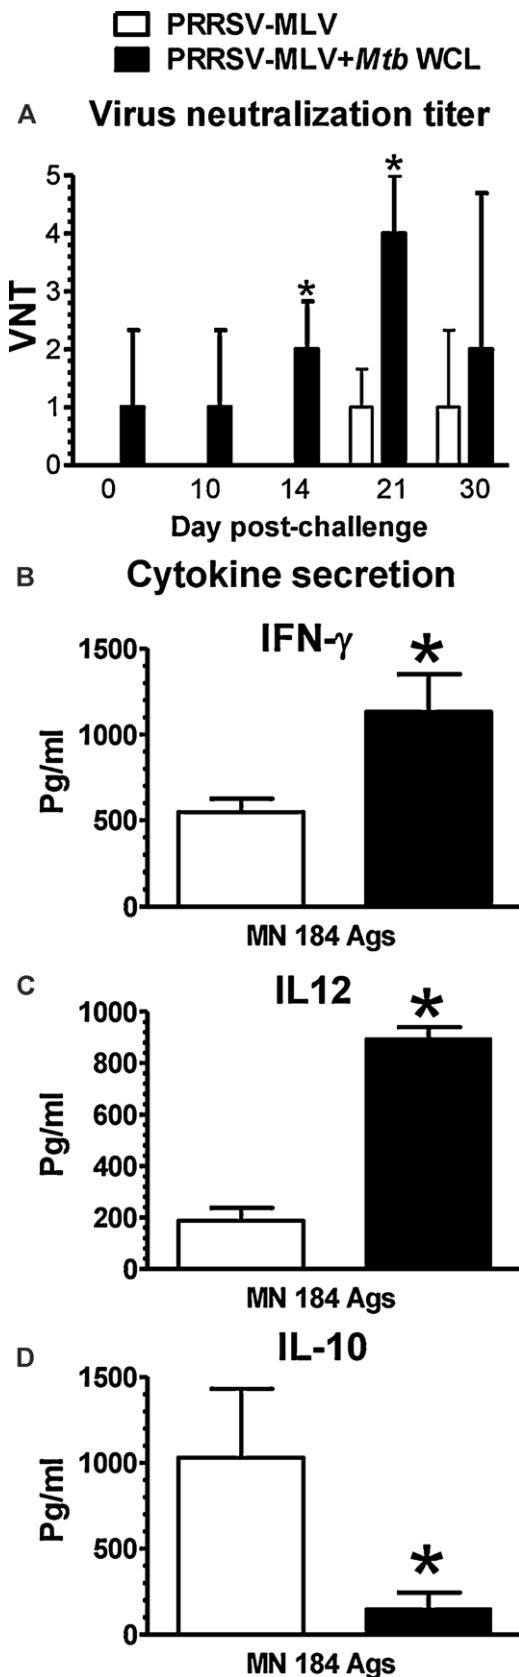 PRRSV-MLV
PRRSV-MLV+Mtb WCL
A Virus neutralization titer
5
4
3
2
1
0
VNT
* *
0 10 14 21 30
Day post-challenge
B Cytokine secretion
IFN-γ
*
1500
1000
500
0
Pg/ml
MN 184 Ags
C IL12
*
1000
800
600
400
200
0
Pg/ml
MN 184 Ags
D IL-10
1500
1000
500
0
Pg/ml
*
MN 184 Ags